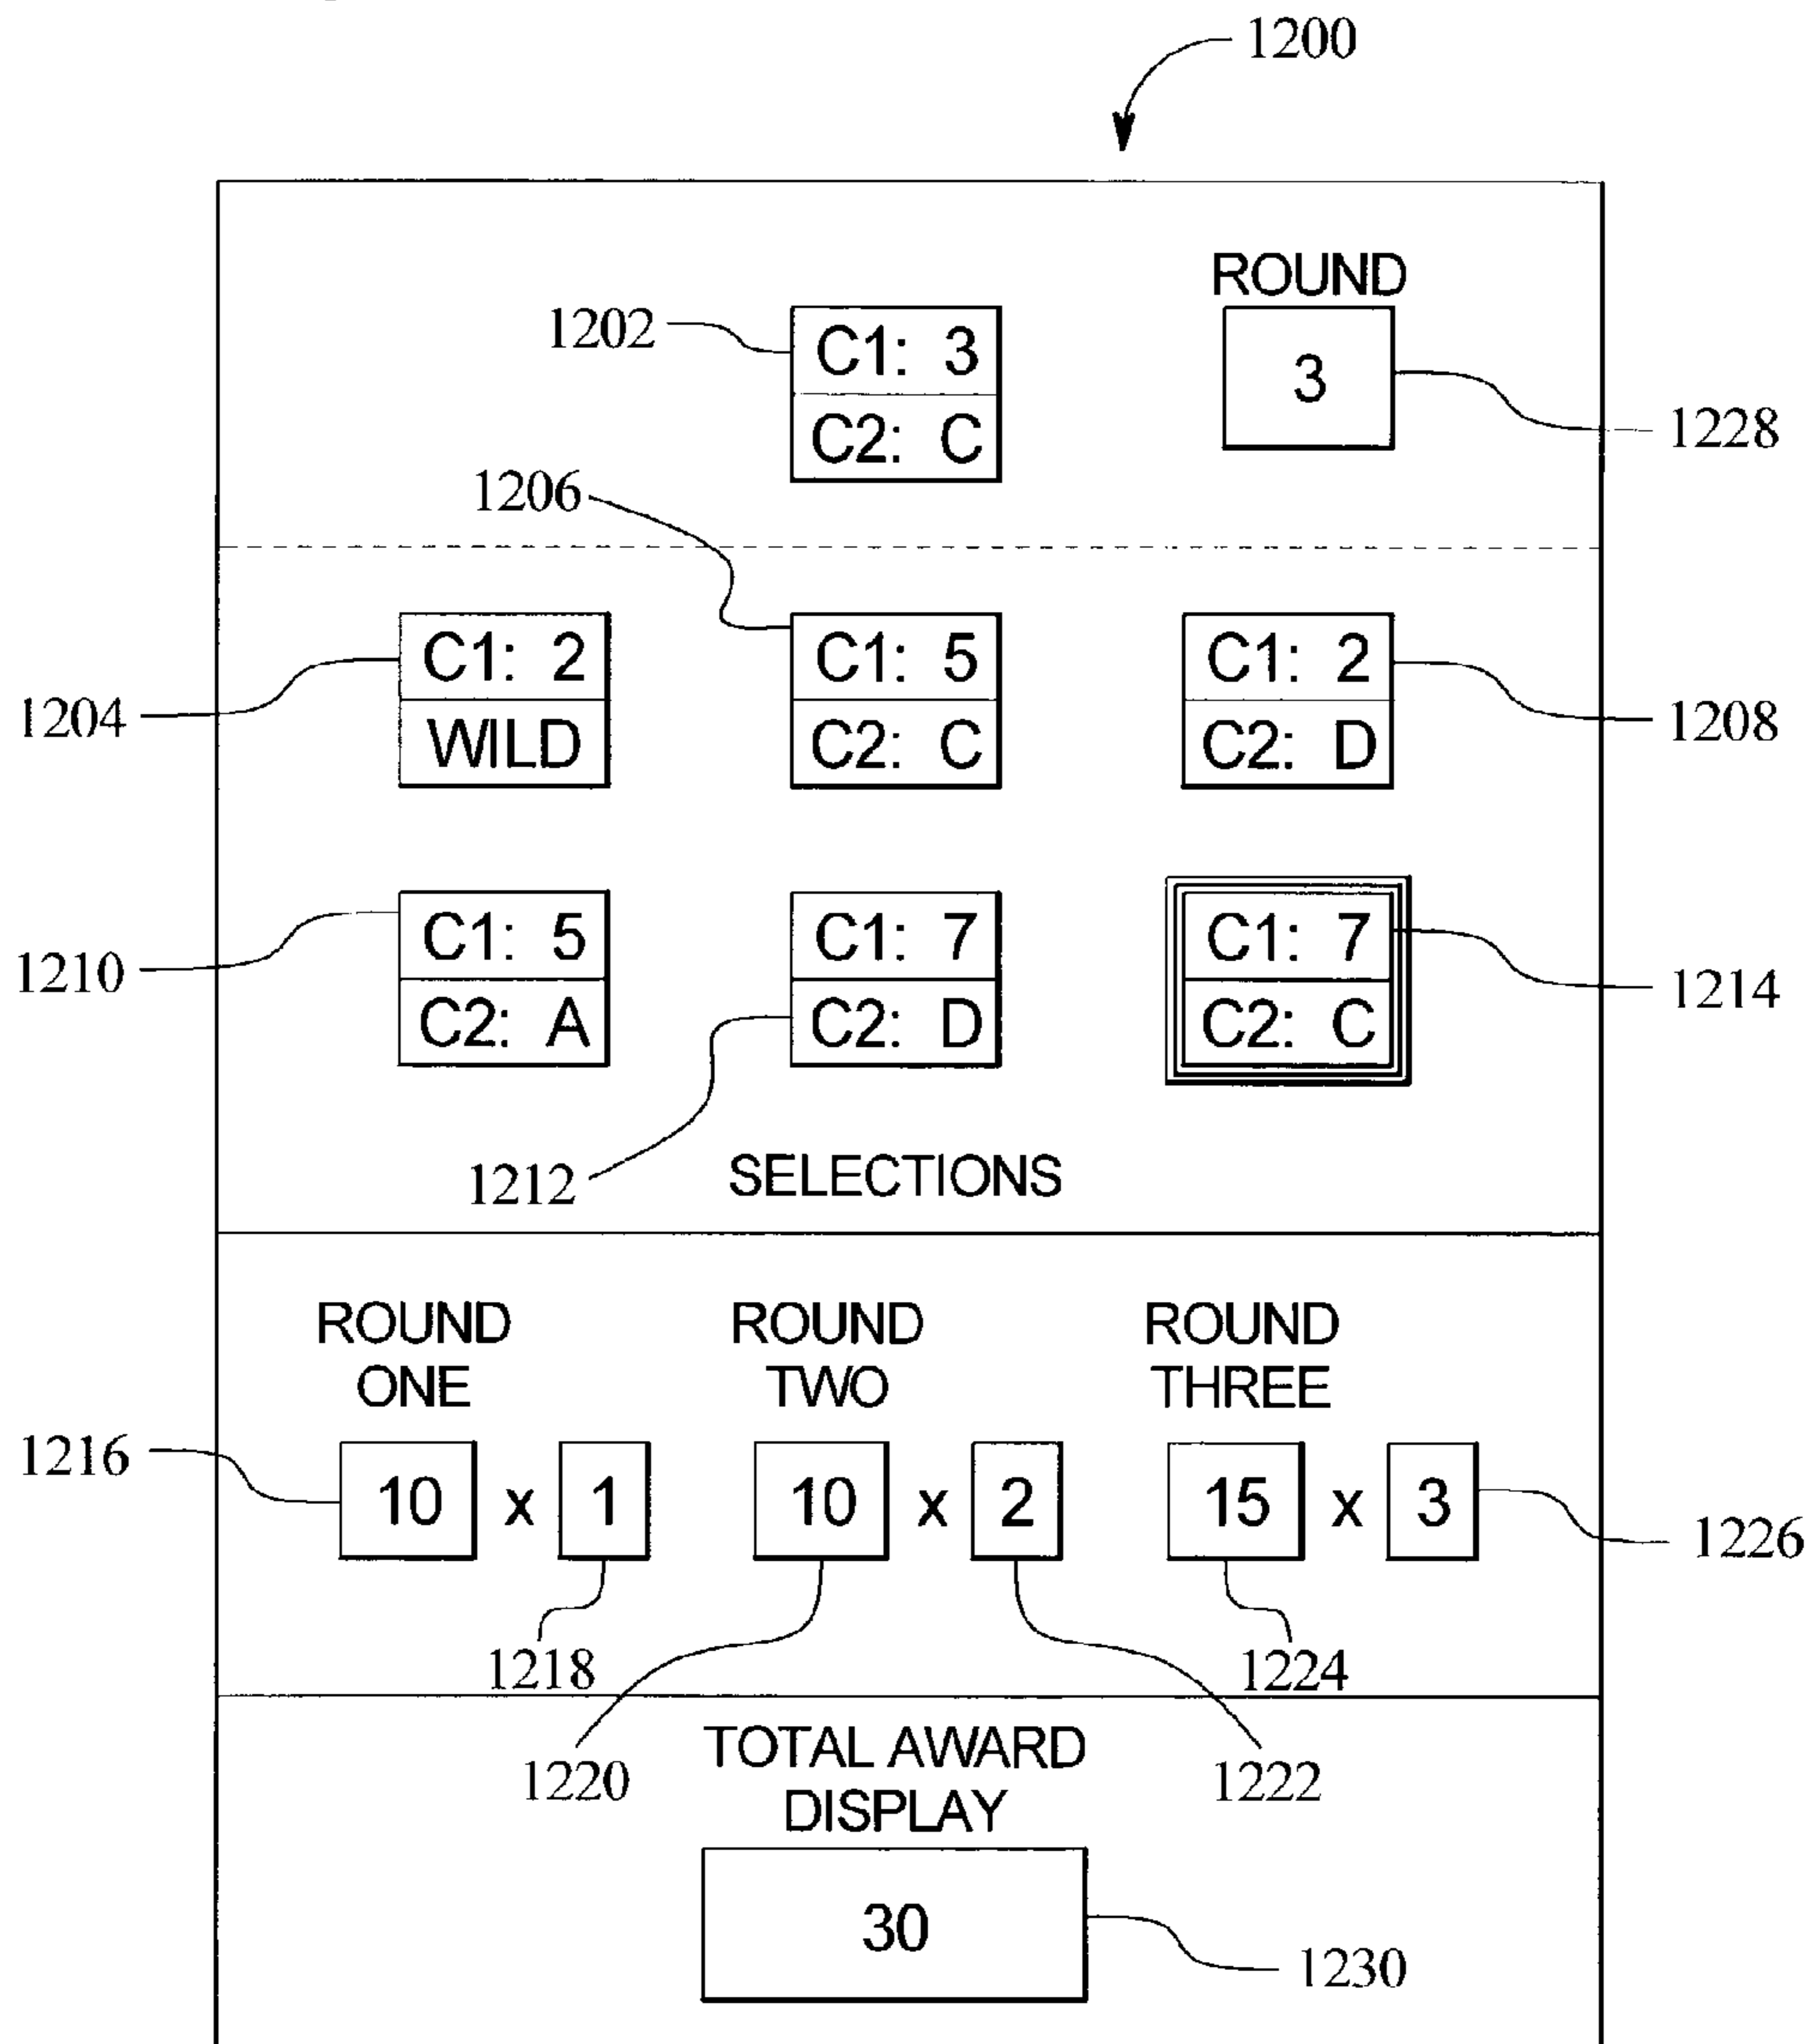 1200
ROUND
1202
C1: 3
3
C2: C
1228
1206
C1: 2
C1: 5
C1: 2
1204
WILD
C2: C
C2: D
1208
C1: 5
C1: 7
C1: 7
1210
C2: A
C2: D
C2: C
1214
1212
SELECTIONS
ROUND
ONE
ROUND
TWO
ROUND
THREE
1216
10 x 1
10 x 2
15 x 3
1226
1218
1220
1222
1224
TOTAL AWARD
DISPLAY
30
1230